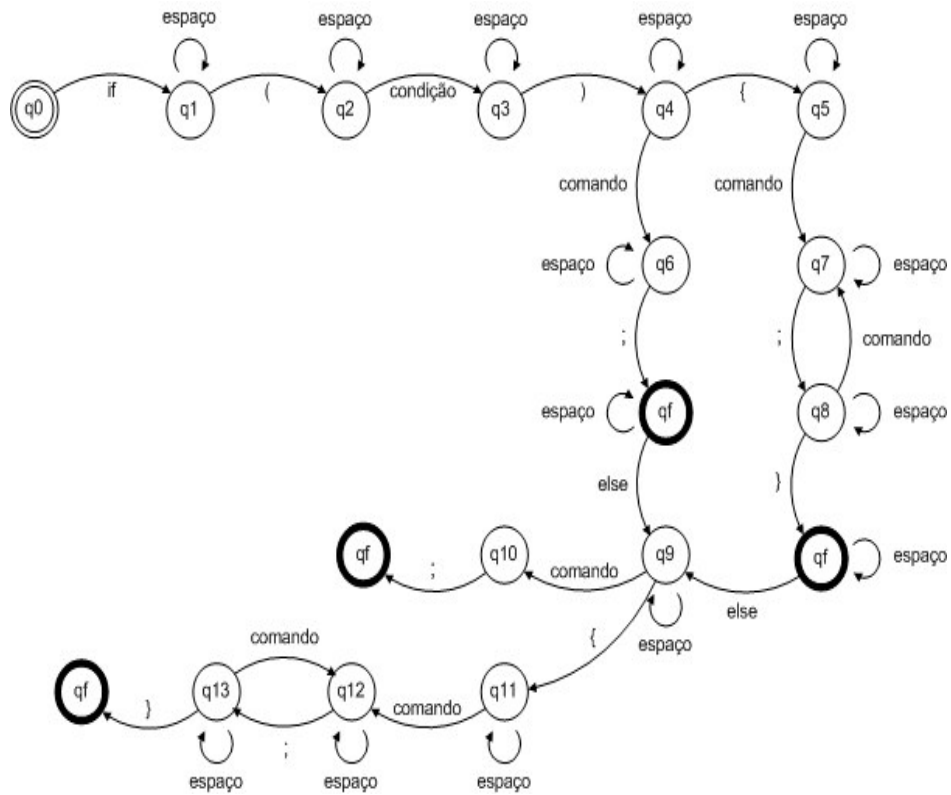 espaço espaço espaço espaço espaço
if ( condição ) {
q0 q1 q2 q3 q4 q5
comando comando
espaço q6 q7 espaço
; ; comando
espaço qf q8 espaço
else }
qf ; q10 comando q9 qf espaço
else
comando { espaço
qf } q13 q12 comando q11
;
espaço espaço espaço